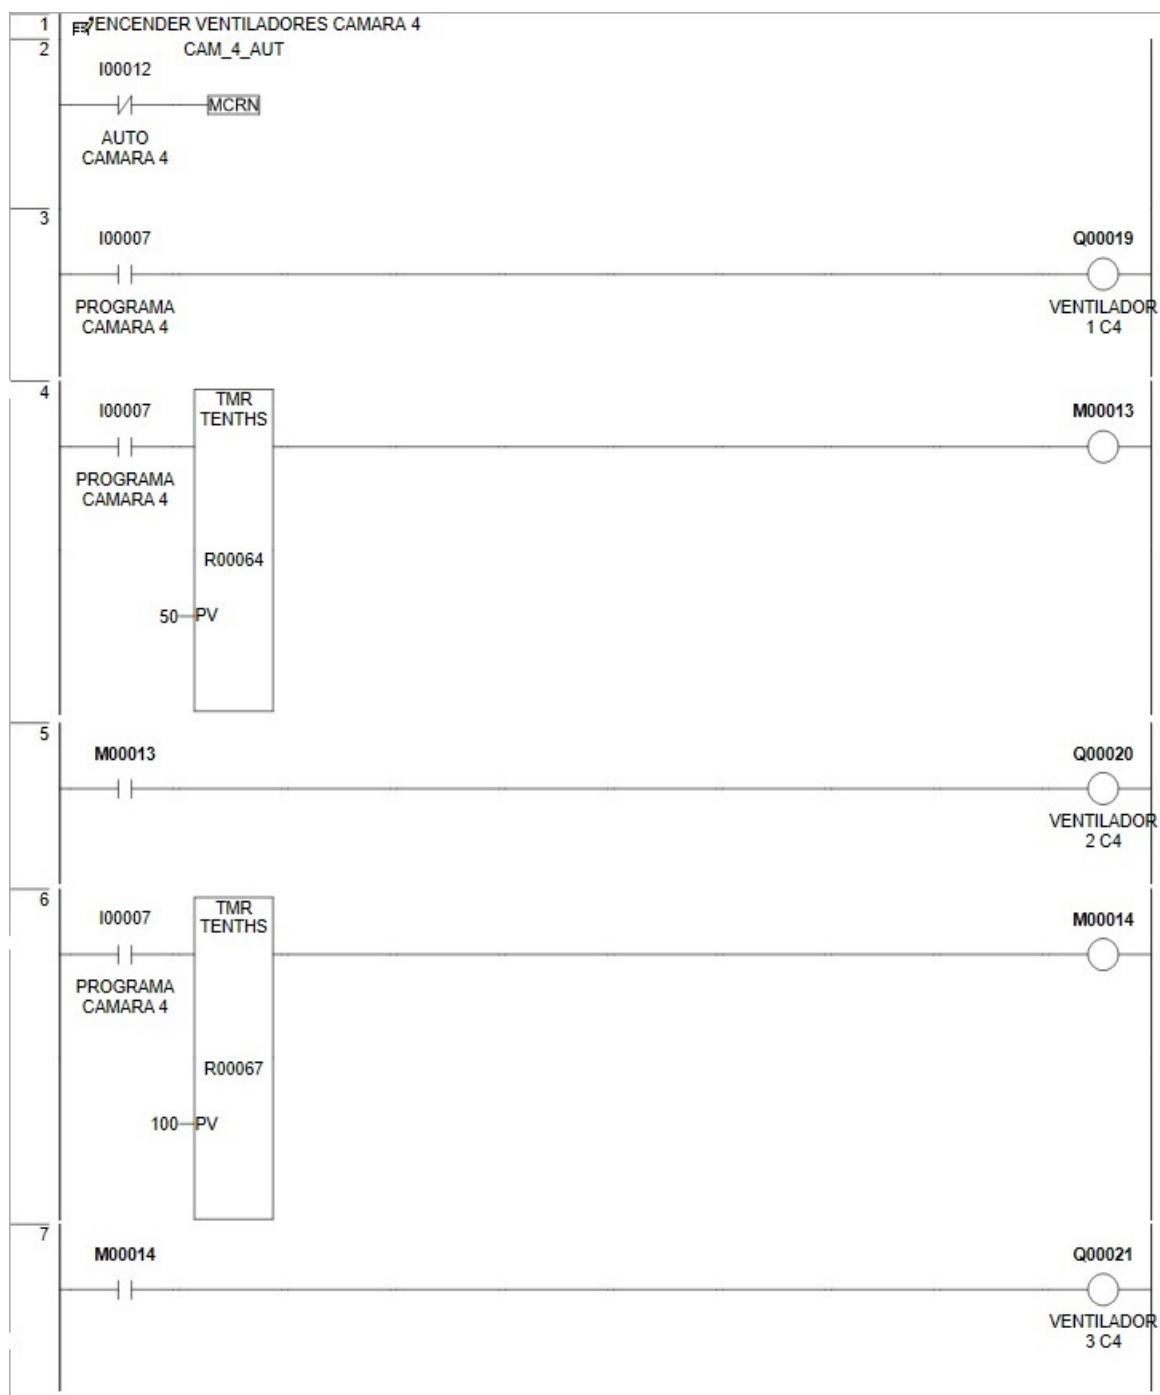 1
ENCENDER VENTILADORES CAMARA 4
2
CAM_4_AUT
I00012
MCRN
AUTO
CAMARA 4
3
I00007
Q00019
PROGRAMA
CAMARA 4
VENTILADOR
1 C4
4
I00007
TMR
TENTHS
M00013
PROGRAMA
CAMARA 4
R00064
50 PV
5
M00013
Q00020
VENTILADOR
2 C4
6
I00007
TMR
TENTHS
M00014
PROGRAMA
CAMARA 4
R00067
100 PV
7
M00014
Q00021
VENTILADOR
3 C4